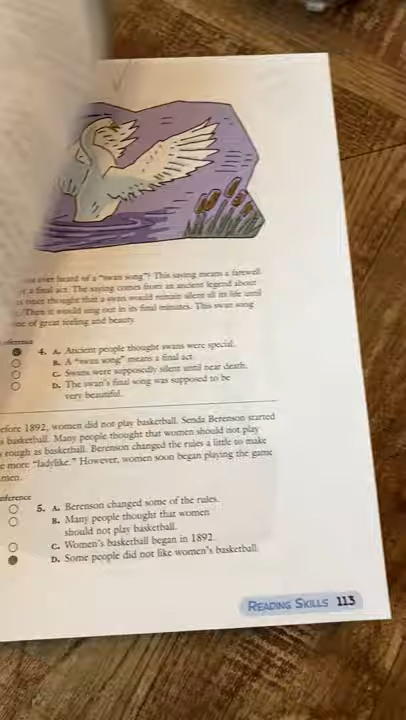 ever heard of a "swan song"? This saying means a farewell
a final act. The saying comes from an ancient legend about
once thought that a swan would remain silent all its life until
Then it would sing out in its final minutes. This swan song
of great feeling and beauty.
4. A. Ancient people thought swans were special.
B. A "swan song" means a final act.
C. Swans were supposedly silent until near death.
D. The swan's final song was supposed to be
very beautiful.
efore 1892, women did not play basketball. Senda Berenson started
basketball. Many people thought that women should not play
rough as basketball. Berenson changed the rules a little to make
more "ladylike." However, women soon began playing the game
men.
nference
5. A. Berenson changed some of the rules.
B. Many people thought that women
should not play basketball.
C. Women's basketball began in 1892.
D. Some people did not like women's basketball.
READING SKILLS 113